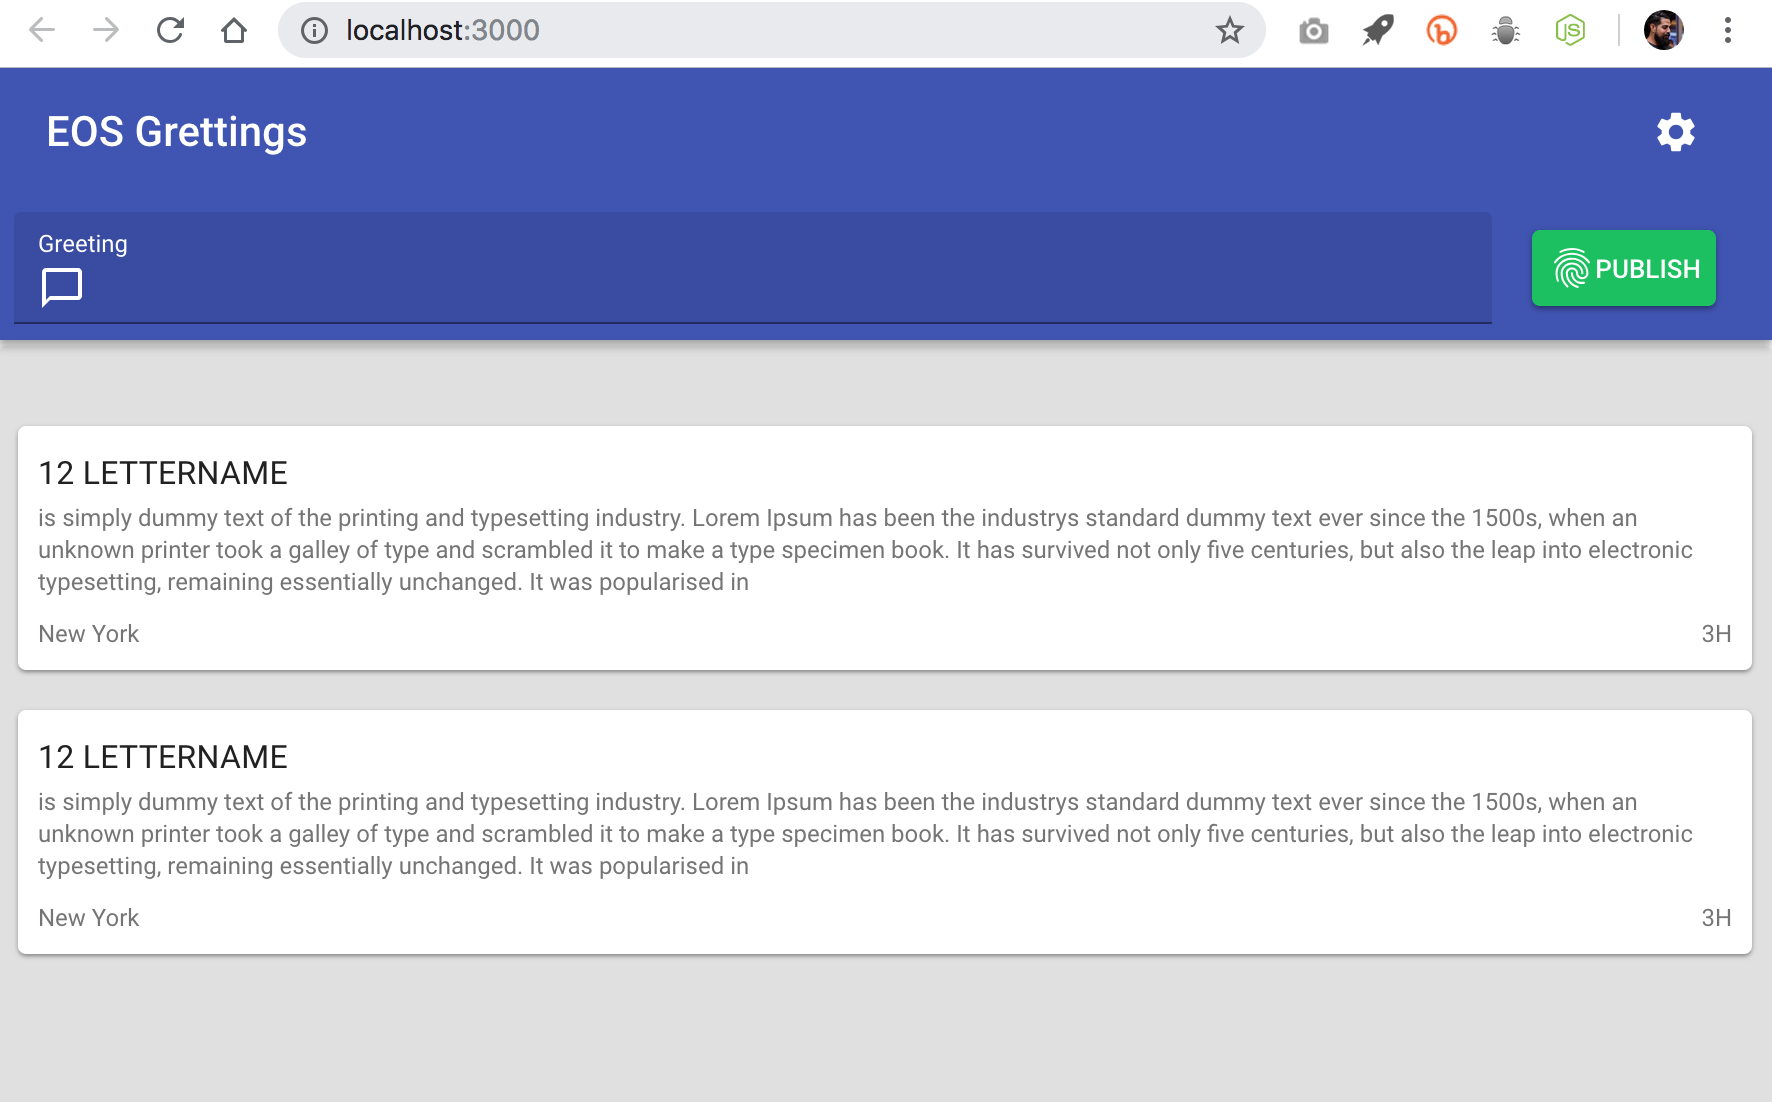 localhost:3000
EOS Grettings
Greeting
PUBLISH
12 LETTERNAME
is simply dummy text of the printing and typesetting industry. Lorem Ipsum has been the industrys standard dummy text ever since the 1500s, when an
unknown printer took a galley of type and scrambled it to make a type specimen book. It has survived not only five centuries, but also the leap into electronic
typesetting, remaining essentially unchanged. It was popularised in
New York 3H
12 LETTERNAME
is simply dummy text of the printing and typesetting industry. Lorem Ipsum has been the industrys standard dummy text ever since the 1500s, when an
unknown printer took a galley of type and scrambled it to make a type specimen book. It has survived not only five centuries, but also the leap into electronic
typesetting, remaining essentially unchanged. It was popularised in
New York 3H